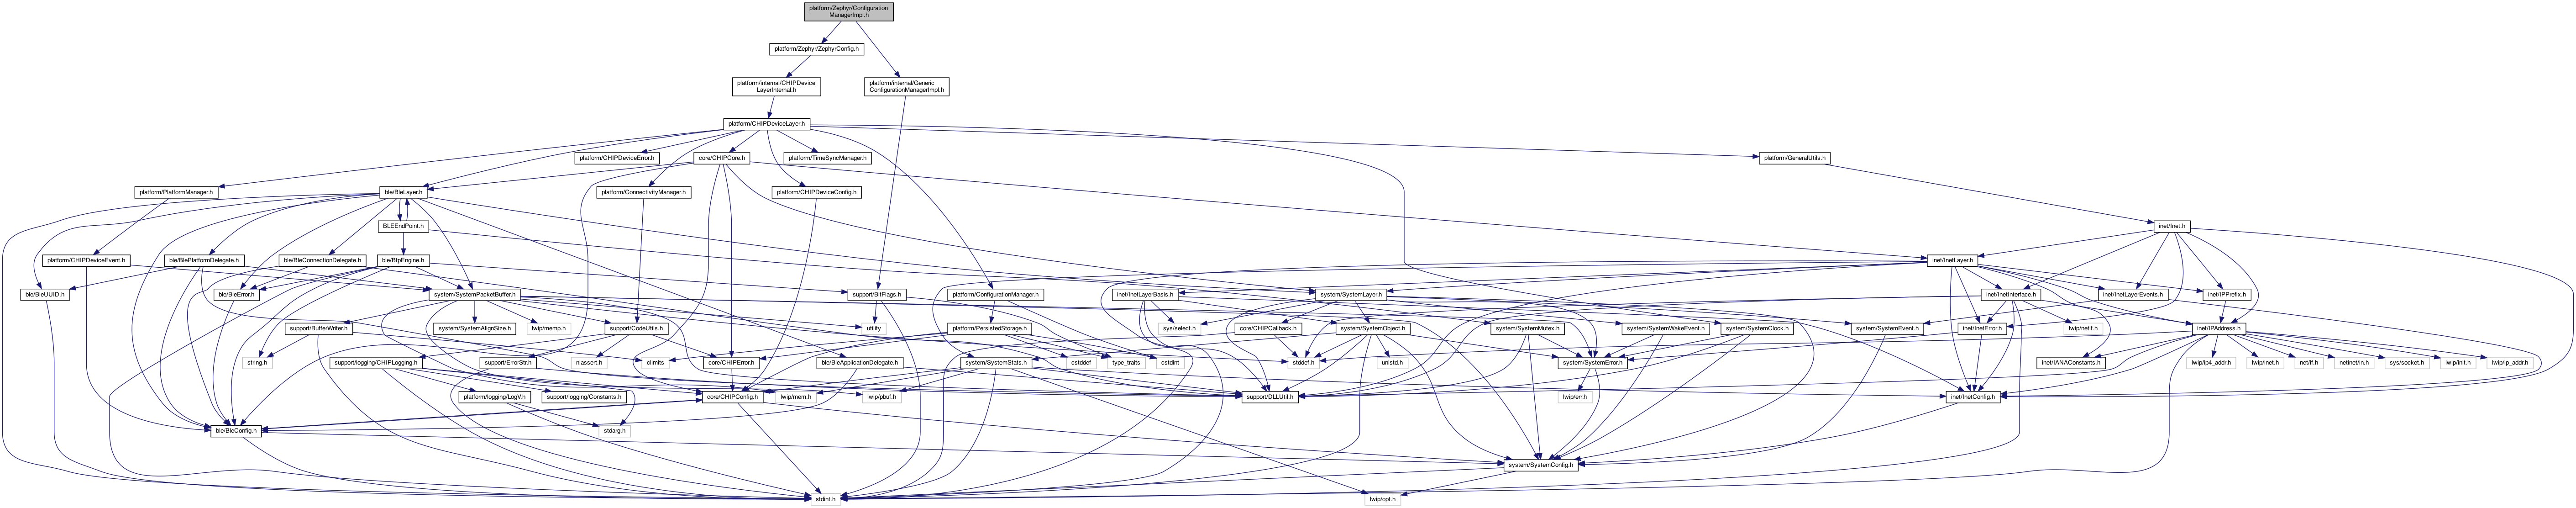 platform/Zephyr/Configuration
ManagerImpl.h
platform/Zephyr/ZephyrConfig.h
platform/internal/CHIPDevice
LayerInternal.h
platform/internal/Generic
ConfigurationManagerImpl.h
platform/CHIPDeviceLayer.h
platform/CHIPDeviceError.h
core/CHIPCore.h
platform/TimeSyncManager.h
platform/GeneralUtils.h
platform/PlatformManager.h
ble/BleLayer.h
platform/ConnectivityManager.h
platform/CHIPDeviceConfig.h
BLEEndPoint.h
inet/Inet.h
platform/CHIPDeviceEvent.h
ble/BlePlatformDelegate.h
ble/BleConnectionDelegate.h
ble/BtpEngine.h
inet/InetLayer.h
ble/BleUUID.h
ble/BleError.h
system/SystemPacketBuffer.h
support/BitFlags.h
platform/ConfigurationManager.h
inet/InetLayerBasis.h
system/SystemLayer.h
inet/InetInterface.h
inet/InetLayerEvents.h
inet/IPPrefix.h
support/BufferWriter.h
system/SystemAlignSize.h
lwip/memp.h
support/CodeUtils.h
utility
platform/PersistedStorage.h
sys/select.h
core/CHIPCallback.h
system/SystemObject.h
system/SystemMutex.h
system/SystemWakeEvent.h
system/SystemClock.h
system/SystemEvent.h
inet/InetError.h
lwip/netif.h
inet/IPAddress.h
string.h
support/logging/CHIPLogging.h
support/ErrorStr.h
nlassert.h
climits
core/CHIPError.h
ble/BleApplicationDelegate.h
system/SystemStats.h
cstddef
type_traits
cstdint
stddef.h
unistd.h
system/SystemError.h
inet/IANAConstants.h
lwip/ip4_addr.h
lwip/inet.h
net/if.h
netinet/in.h
sys/socket.h
lwip/init.h
lwip/ip_addr.h
platform/logging/LogV.h
support/logging/Constants.h
core/CHIPConfig.h
lwip/mem.h
lwip/pbuf.h
support/DLLUtil.h
lwip/err.h
inet/InetConfig.h
ble/BleConfig.h
stdarg.h
system/SystemConfig.h
stdint.h
lwip/opt.h